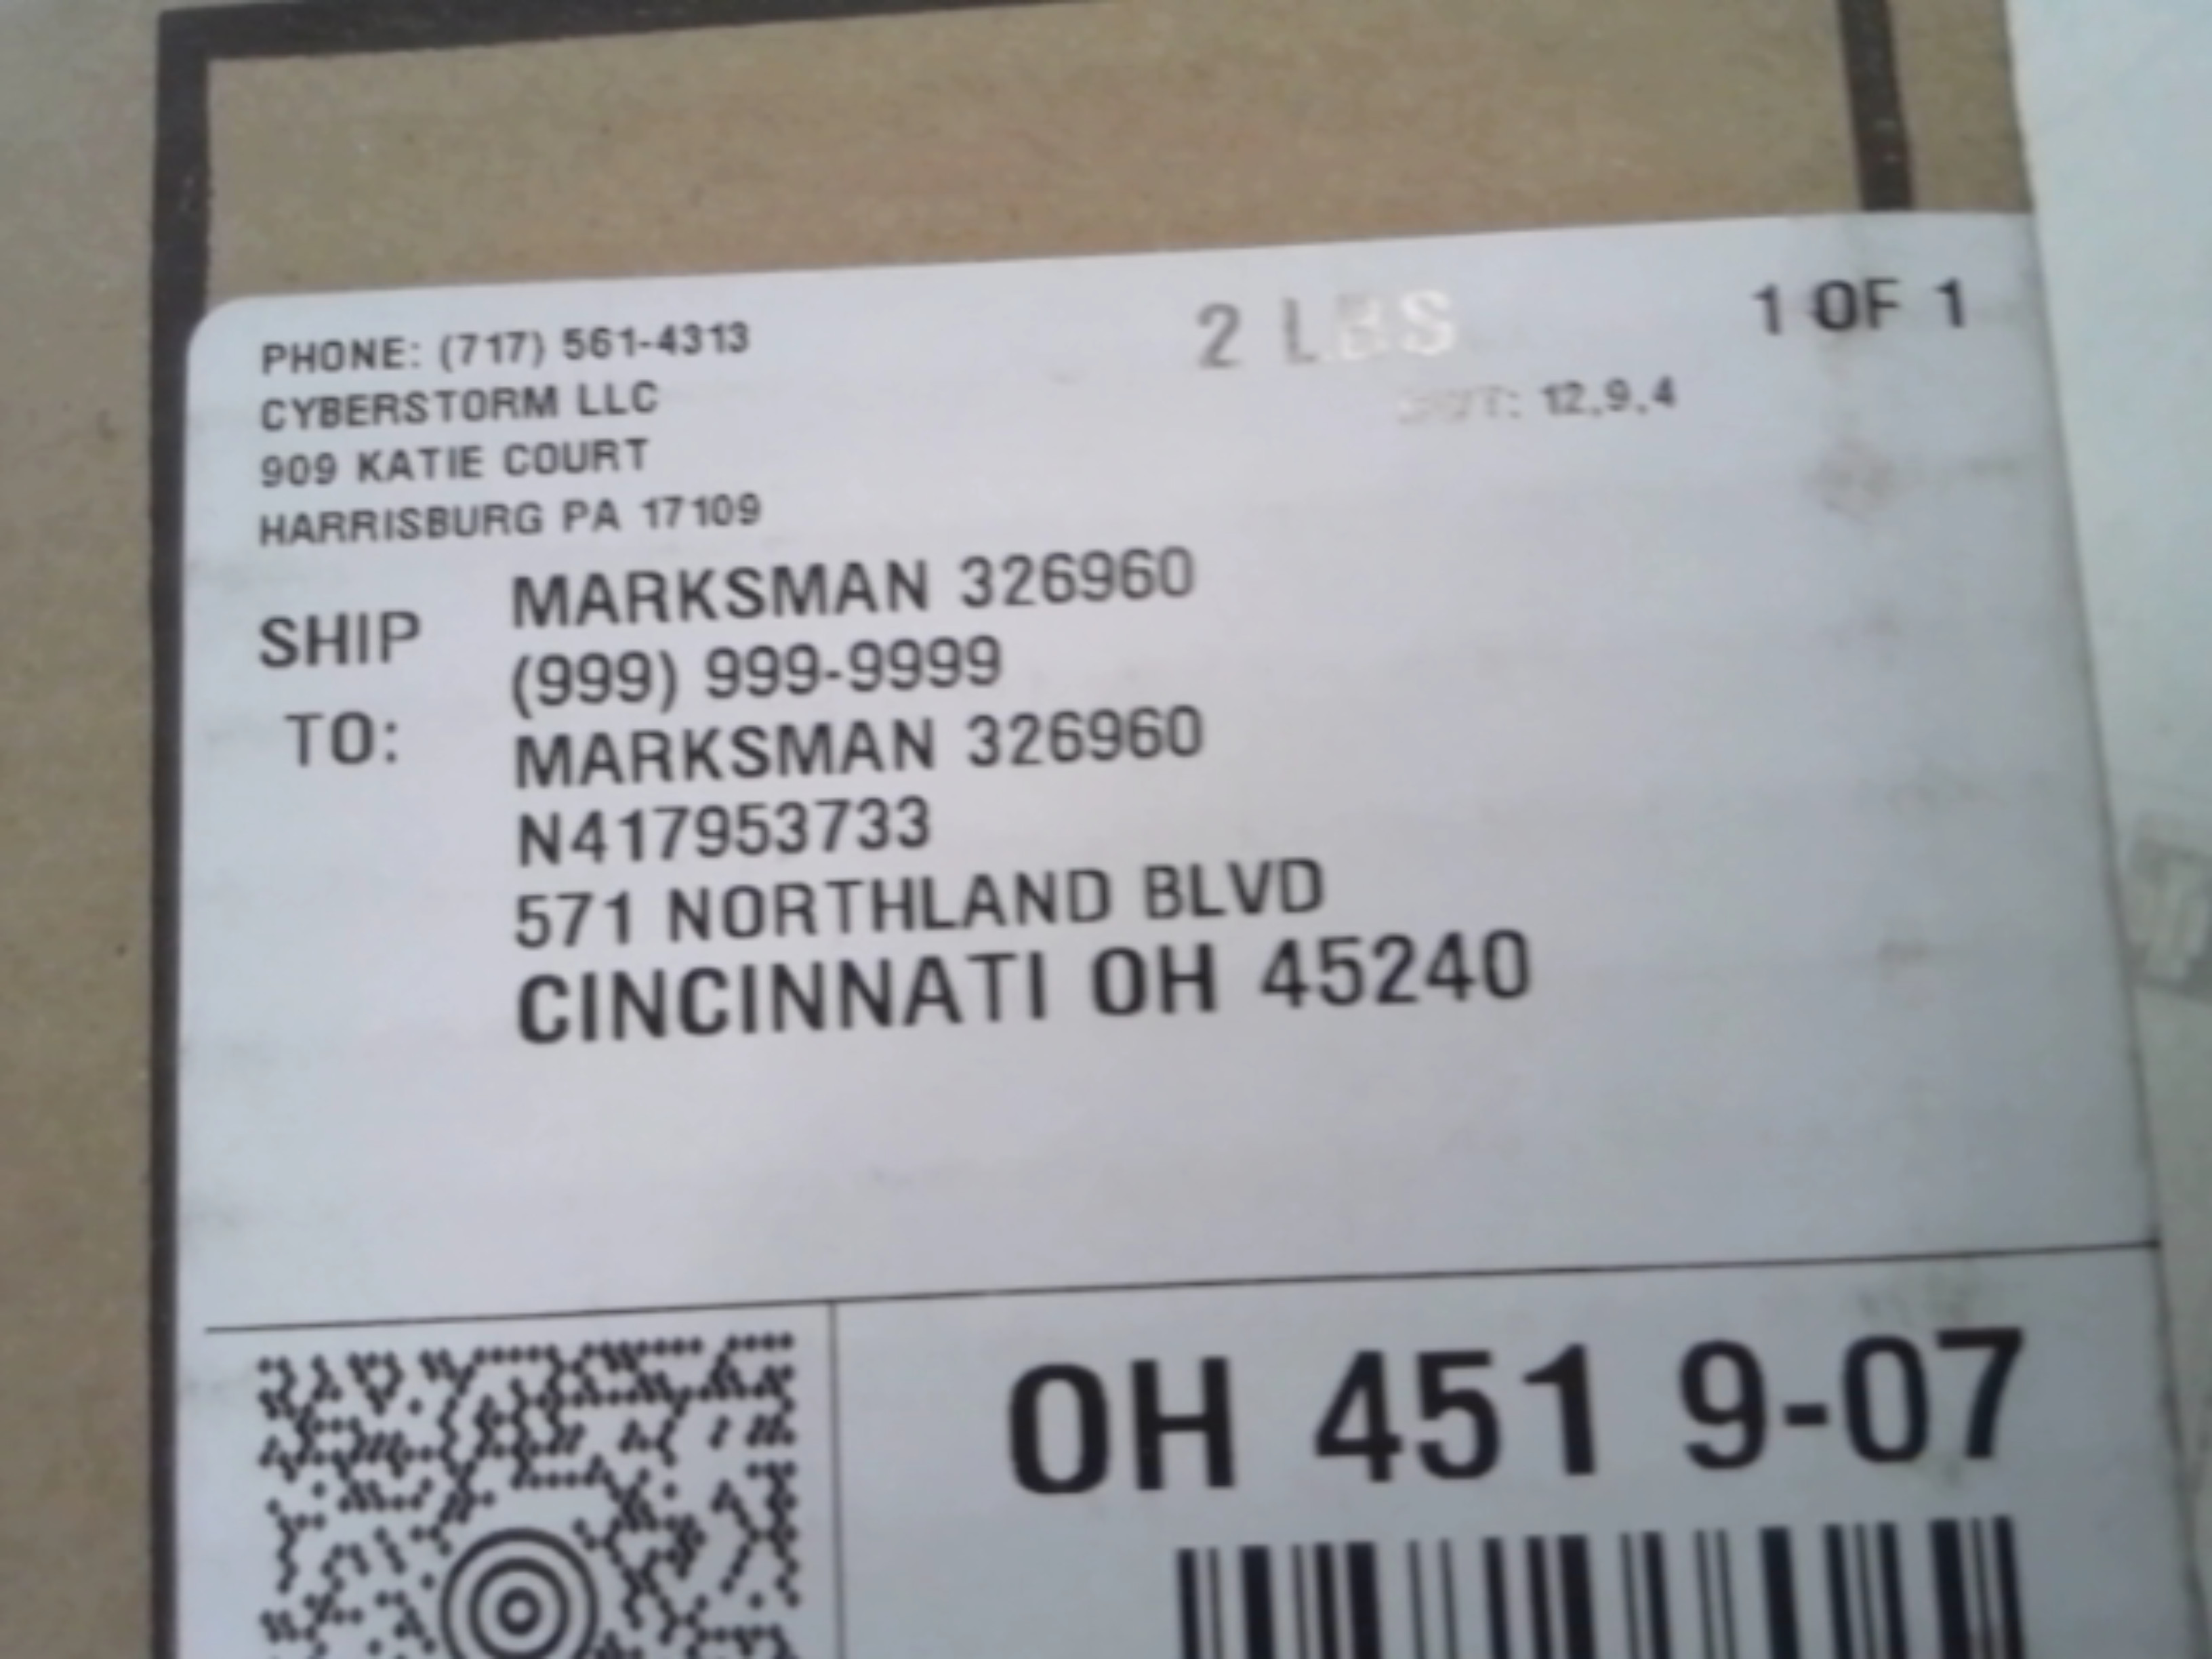 PHONE: (717) 561-4313
CYBERSTORM LLC
909 KATIE COURT
HARRISBURG PA 17109
2 LBS
1 OF 1
12,9,4
SHIP TO:
MARKSMAN 326960
(999) 999-9999
MARKSMAN 326960
N417953733
571 NORTHLAND BLVD
CINCINNATI OH 45240
OH 451 9-07